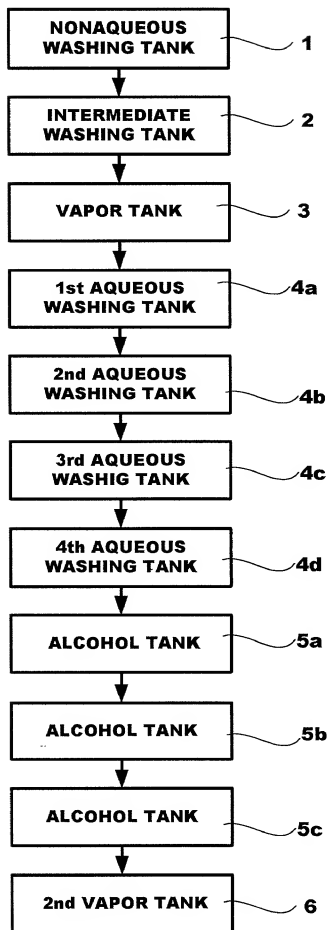 NONAQUEOUS
WASHING TANK
1
INTERMEDIATE
WASHING TANK
2
VAPOR TANK
3
1st AQUEOUS
WASHING TANK
4a
2nd AQUEOUS
WASHING TANK
4b
3rd AQUEOUS
WASHIG TANK
4c
4th AQUEOUS
WASHING TANK
4d
ALCOHOL TANK
5a
ALCOHOL TANK
5b
ALCOHOL TANK
5c
2nd VAPOR TANK
6